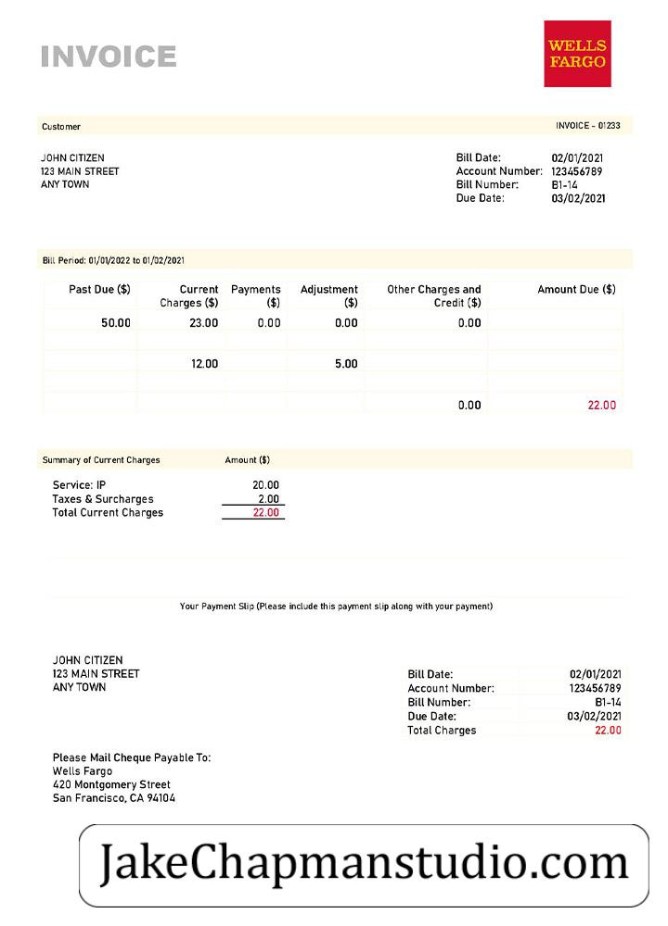 INVOICE
WELLS
FARGO
Customer INVOICE - 01233
JOHN CITIZEN
123 MAIN STREET
ANY TOWN
Bill Date: 02/01/2021
Account Number: 123456789
Bill Number: B1-14
Due Date: 03/02/2021
Bill Period: 01/01/2022 to 01/02/2021
Past Due ($) Current Charges ($) Payments ($) Adjustment ($) Other Charges and Credit ($) Amount Due ($)
50.00 23.00 0.00 0.00 0.00
12.00 5.00
0.00 22.00
Summary of Current Charges Amount ($)
Service: IP 20.00
Taxes & Surcharges 2.00
Total Current Charges 22.00
Your Payment Slip (Please include this payment slip along with your payment)
JOHN CITIZEN
123 MAIN STREET
ANY TOWN
Bill Date: 02/01/2021
Account Number: 123456789
Bill Number: B1-14
Due Date: 03/02/2021
Total Charges 22.00
Please Mail Cheque Payable To:
Wells Fargo
420 Montgomery Street
San Francisco, CA 94104
JakeChapmanstudio.com